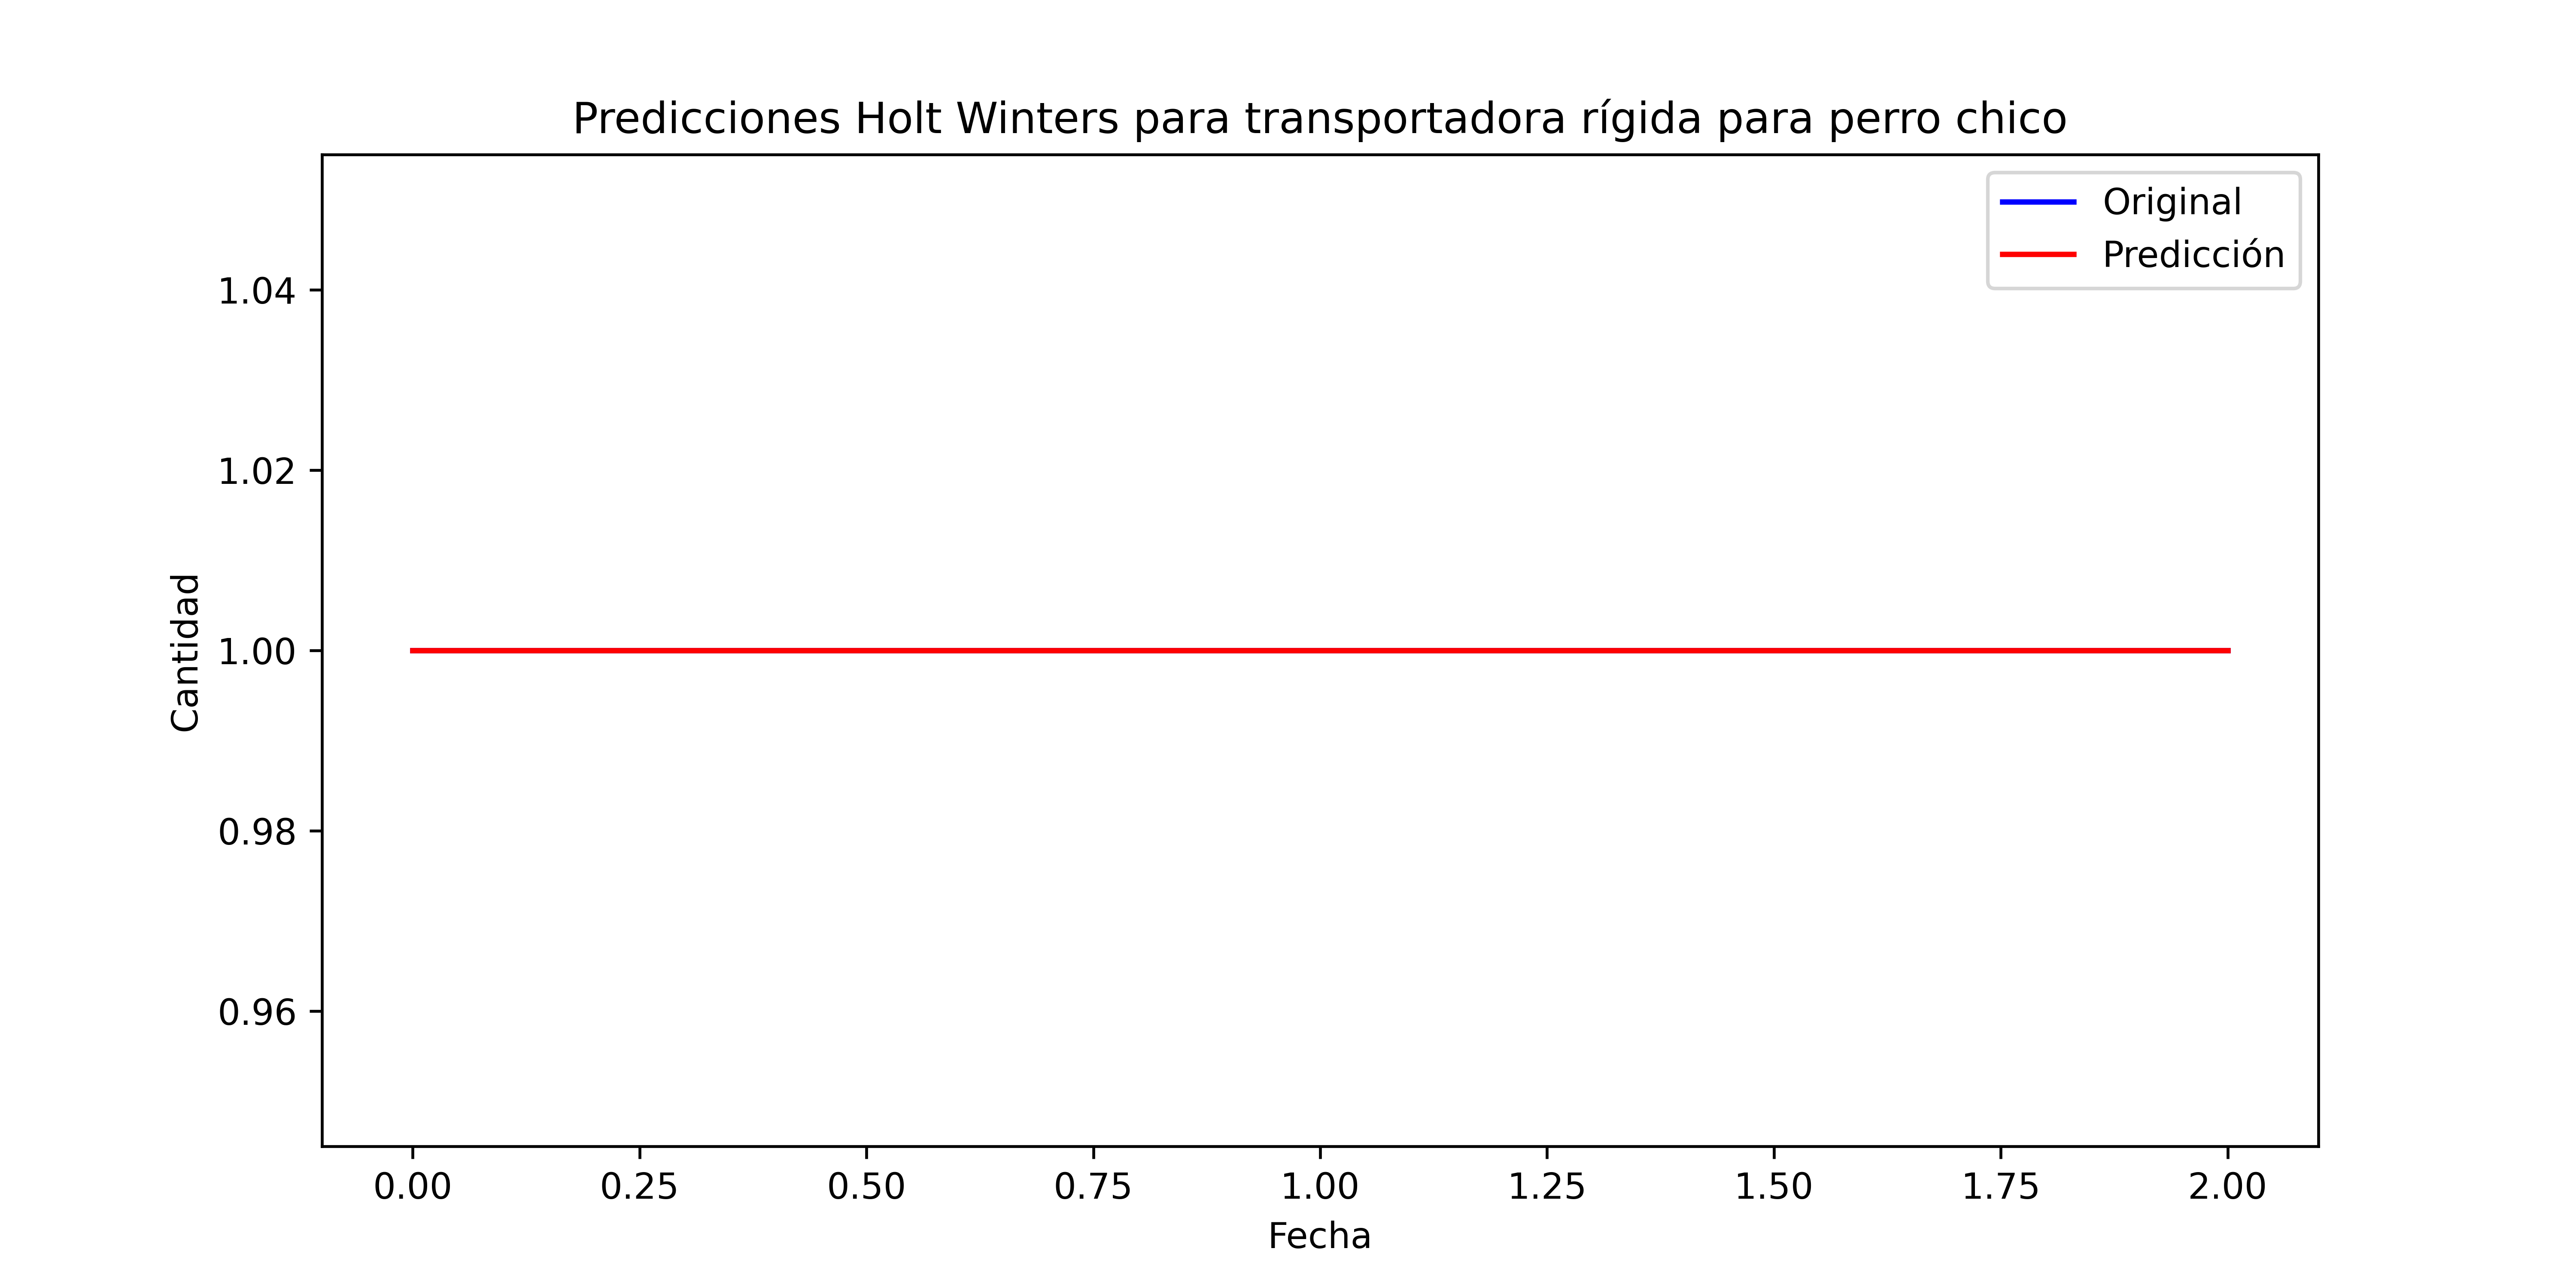 Predicciones Holt Winters para transportadora rígida para perro chico
Original
Predicción
1.04
1.02
1.00
0.98
0.96
Cantidad
0.00 0.25 0.50 0.75 1.00 1.25 1.50 1.75 2.00
Fecha